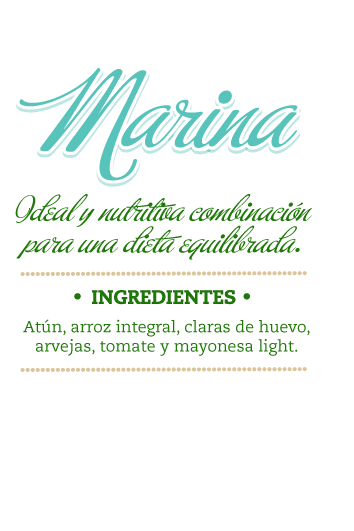 Marina
Ideal y nutritiva combinación
para una dieta equilibrada.
• INGREDIENTES •
Atún, arroz integral, claras de huevo,
arvejas, tomate y mayonesa light.